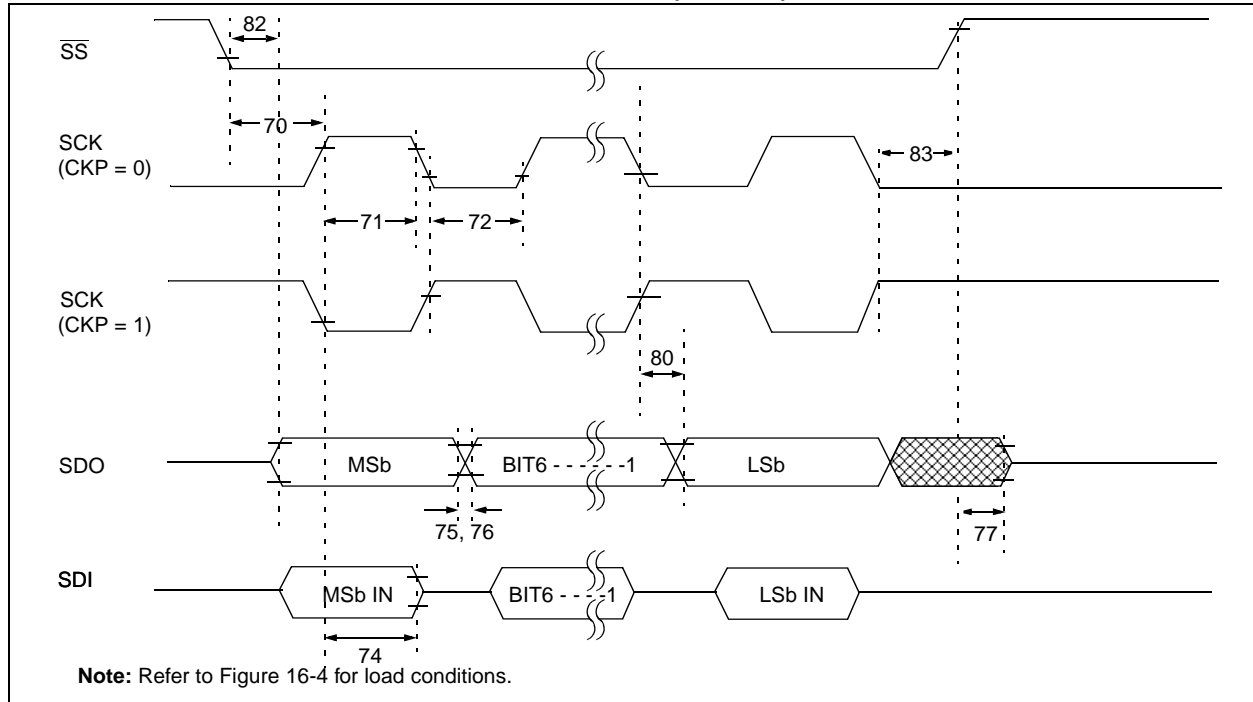 82
SS
70
SCK
(CKP = 0)
83
71
72
SCK
(CKP = 1)
80
SDO
MSb
BIT6 - - - - - -1
LSb
75, 76
77
SDI
MSb IN
BIT6 - - - - -1
LSb IN
74
Note: Refer to Figure 16-4 for load conditions.